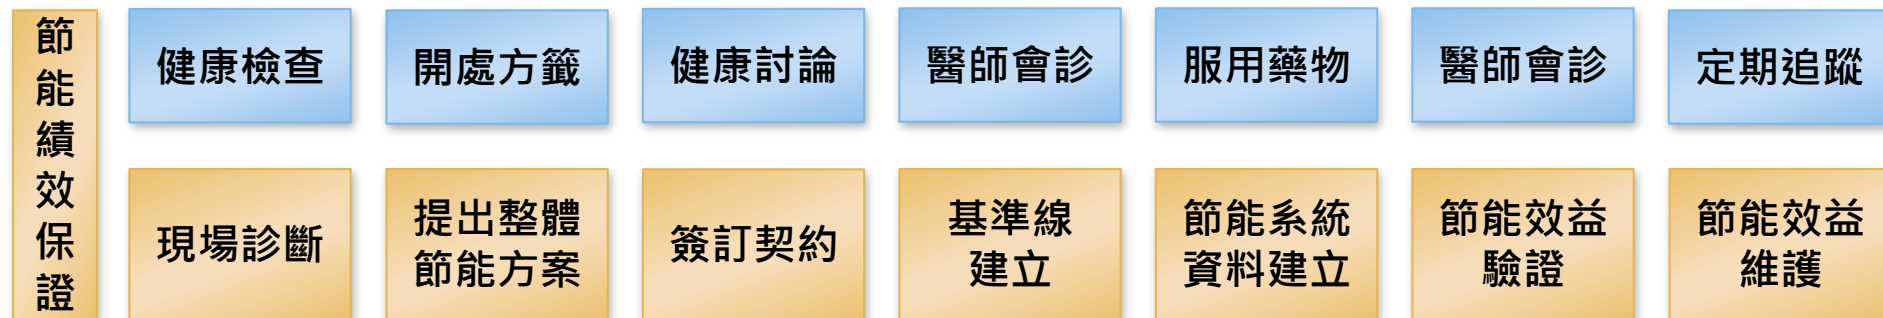 節能績效保證
健康檢查
開處方籤
健康討論
醫師會診
服用藥物
醫師會診
定期追蹤
現場診斷
提出整體
節能方案
簽訂契約
基準線
建立
節能系統
資料建立
節能效益
驗證
節能效益
維護